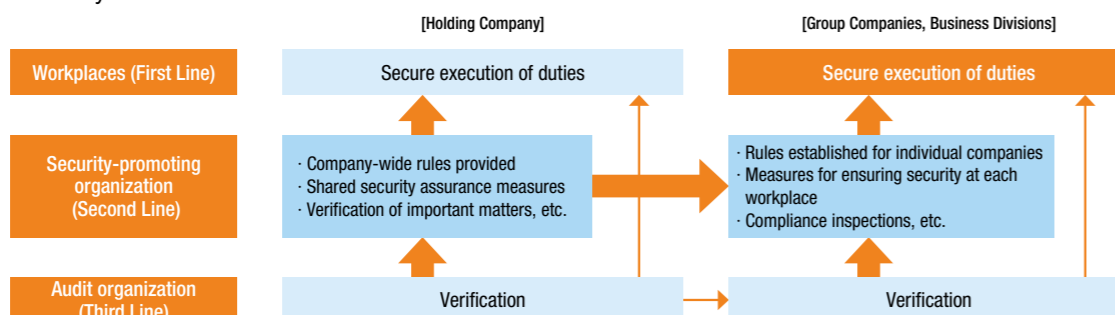 [Holding Company]
[Group Companies, Business Divisions]
Workplaces (First Line)
Secure execution of duties
Secure execution of duties
Security-promoting
organization
(Second Line)
· Company-wide rules provided
· Shared security assurance measures
· Verification of important matters, etc.
· Rules established for individual companies
· Measures for ensuring security at each
workplace
· Compliance inspections, etc.
Audit organization
(Third Line)
Verification
Verification